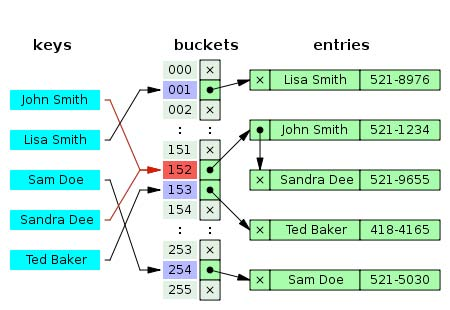 keys buckets entries
000 ×
001 × Lisa Smith 521-8976
John Smith
002 ×
: :
Lisa Smith
× John Smith 521-1234
151 ×
152
Sam Doe
× Sandra Dee 521-9655
153
154 ×
Sandra Dee
: :
× Ted Baker 418-4165
253 ×
Ted Baker
254 × Sam Doe 521-5030
255 ×